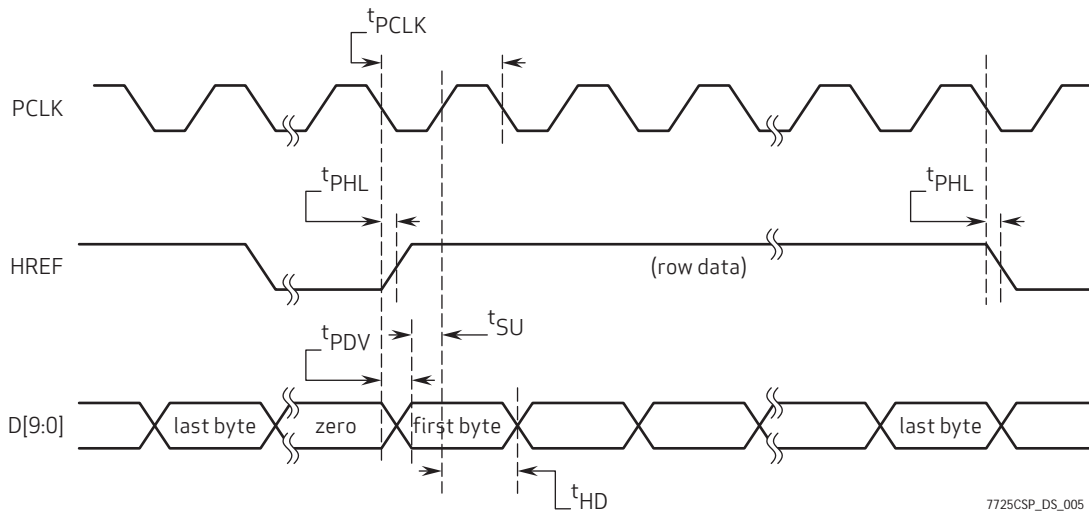 tPCLK
PCLK
tPHL
tPHL
HREF
(row data)
tPDV
tSU
D[9:0]
last byte
zero
first byte
last byte
tHD
7725CSP_DS_005